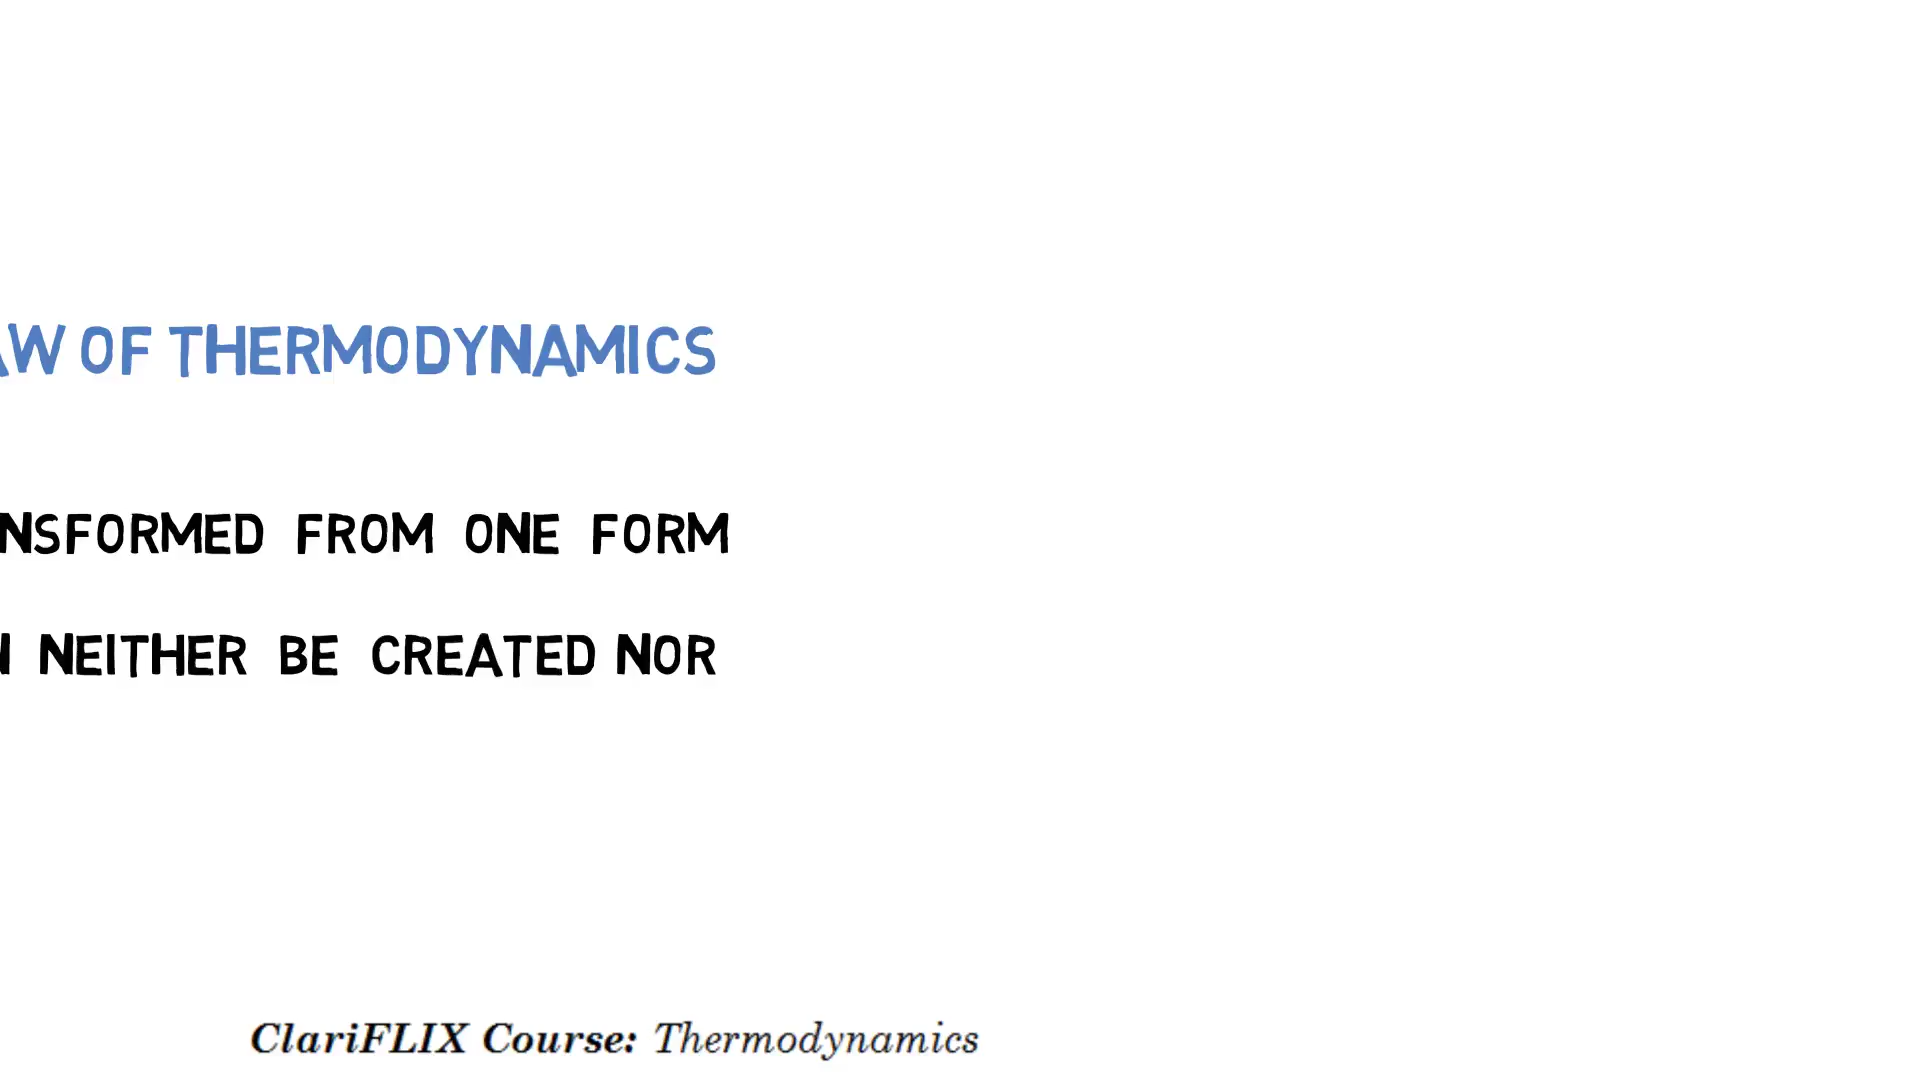 AW OF THERMODYNAMICS
NSFORMED FROM ONE FORM
N NEITHER BE CREATED NOR
ClariFLIX Course: Thermodynamics